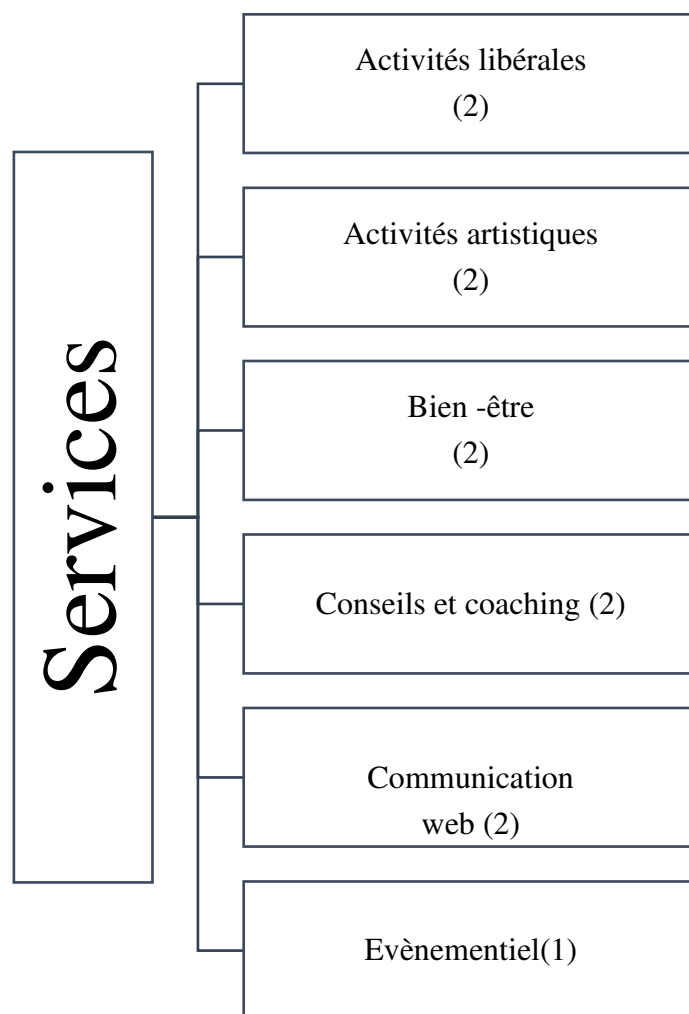 Services
Activités libérales
(2)
Activités artistiques
(2)
Bien -être
(2)
Conseils et coaching (2)
Communication
web (2)
Evènementiel(1)